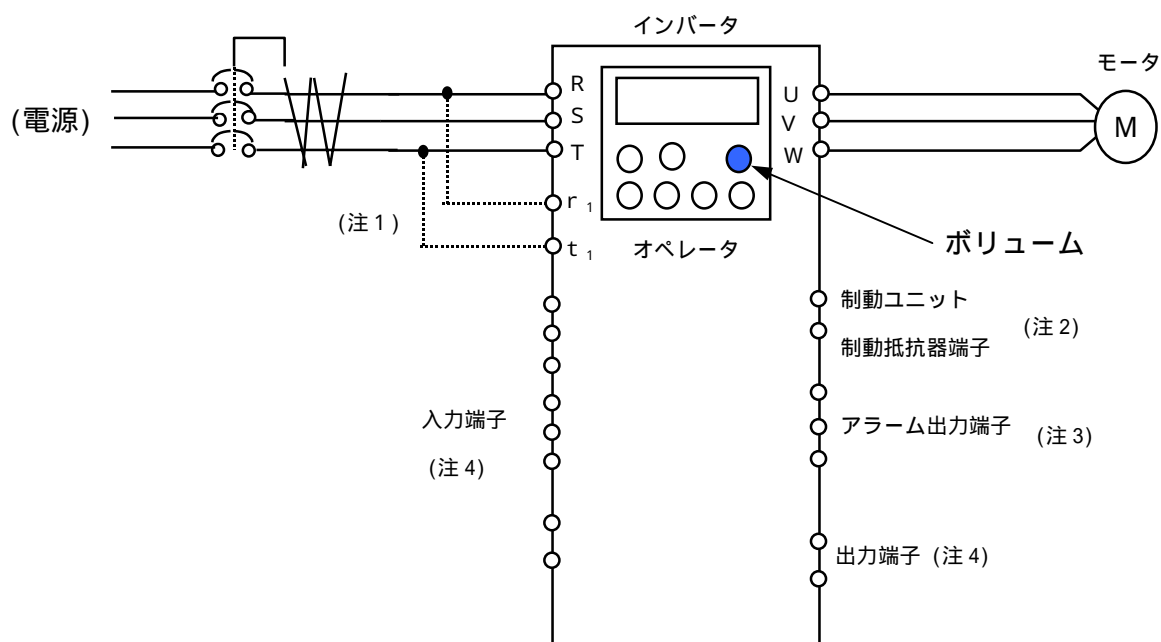 インバータ
モータ
(電源)
R
S
T
r 1
t 1
U
V
W
M
(注 1 )
オペレータ
ボリューム
制動ユニット
(注 2)
制動抵抗器端子
入力端子
(注 4)
アラーム出力端子 (注 3)
出力端子 (注 4)